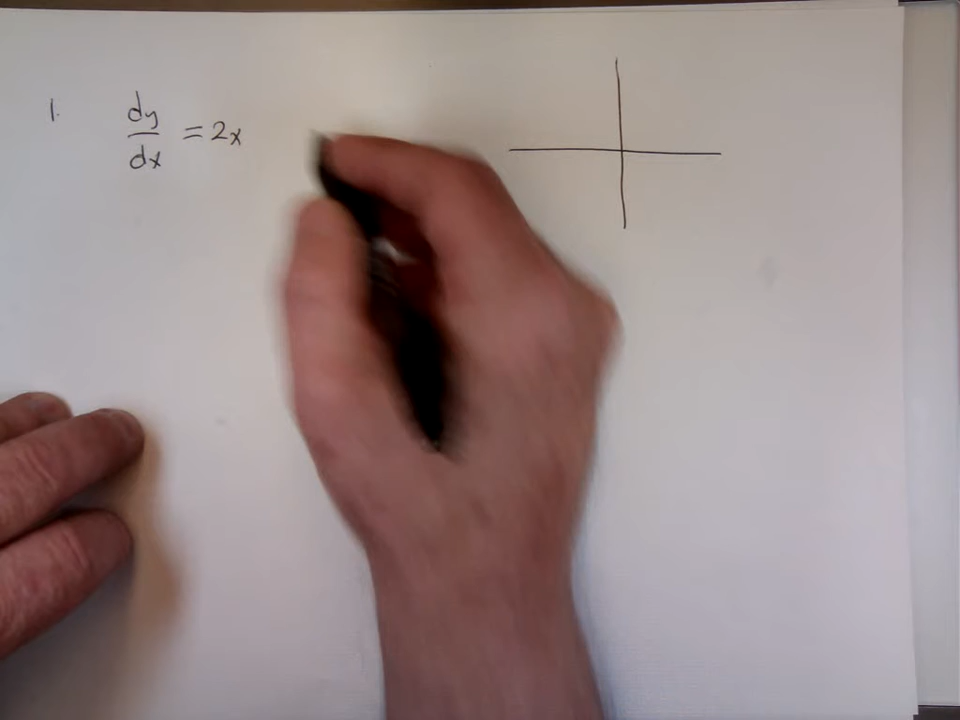 1. dy/dx = 2x